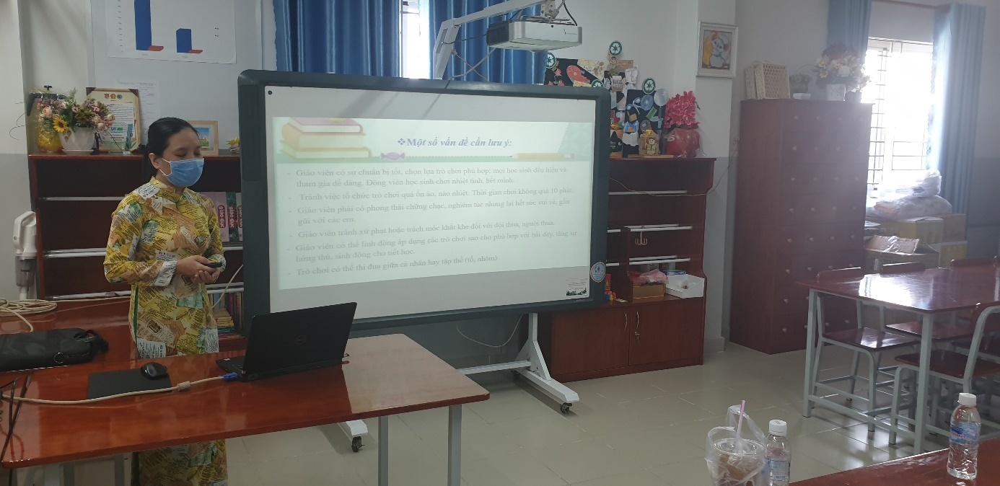 ❖Một số vấn đề cần lưu ý:
- Giáo viên có sự chuẩn bị tốt, chọn lựa trò chơi phù hợp; mọi học sinh đều hiểu và
tham gia dễ dàng. Động viên học sinh chơi nhiệt tình, hết mình.
- Tránh việc tổ chức trò chơi quá ồn ào, náo nhiệt. Thời gian chơi không quá 10 phút.
- Giáo viên phải có phong thái chững chạc, nghiêm túc nhưng lại hết sức vui vẻ, gần
gũi với các em.
- Giáo viên tránh xử phạt hoặc trách móc khắt khe đối với đội thua, người thua.
- Giáo viên có thể linh động áp dụng các trò chơi sao cho phù hợp với bài dạy, tăng sự
hứng thú, sinh động cho tiết học.
- Trò chơi có thể thi đua giữa cá nhân hay tập thể (tổ, nhóm)